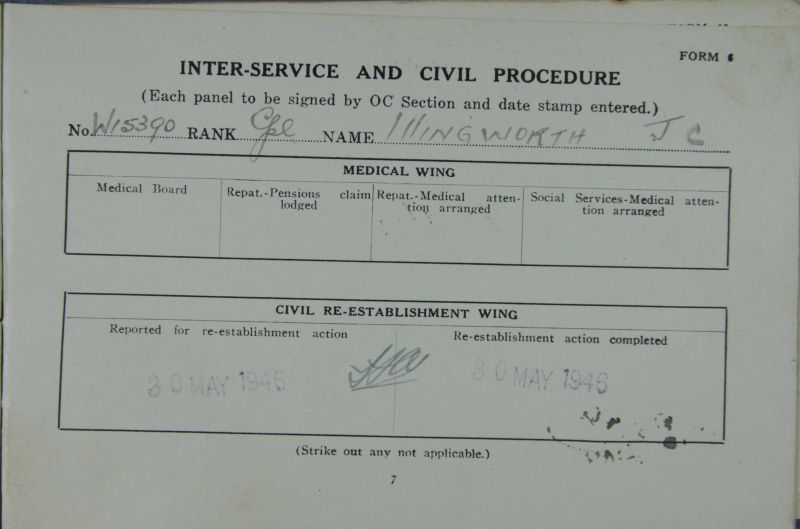 FORM 6
INTER-SERVICE AND CIVIL PROCEDURE
(Each panel to be signed by OC Section and date stamp entered.)
No. W15390 RANK Cpl NAME IllINGWORTH J C
MEDICAL WING
Medical Board
Repat.-Pensions claim
lodged
Repat.-Medical atten-
tion arranged
Social Services-Medical atten-
tion arranged
CIVIL RE-ESTABLISHMENT WING
Reported for re-establishment action
Re-establishment action completed
30 MAY 1946
30 MAY 1946
(Strike out any not applicable.)
7